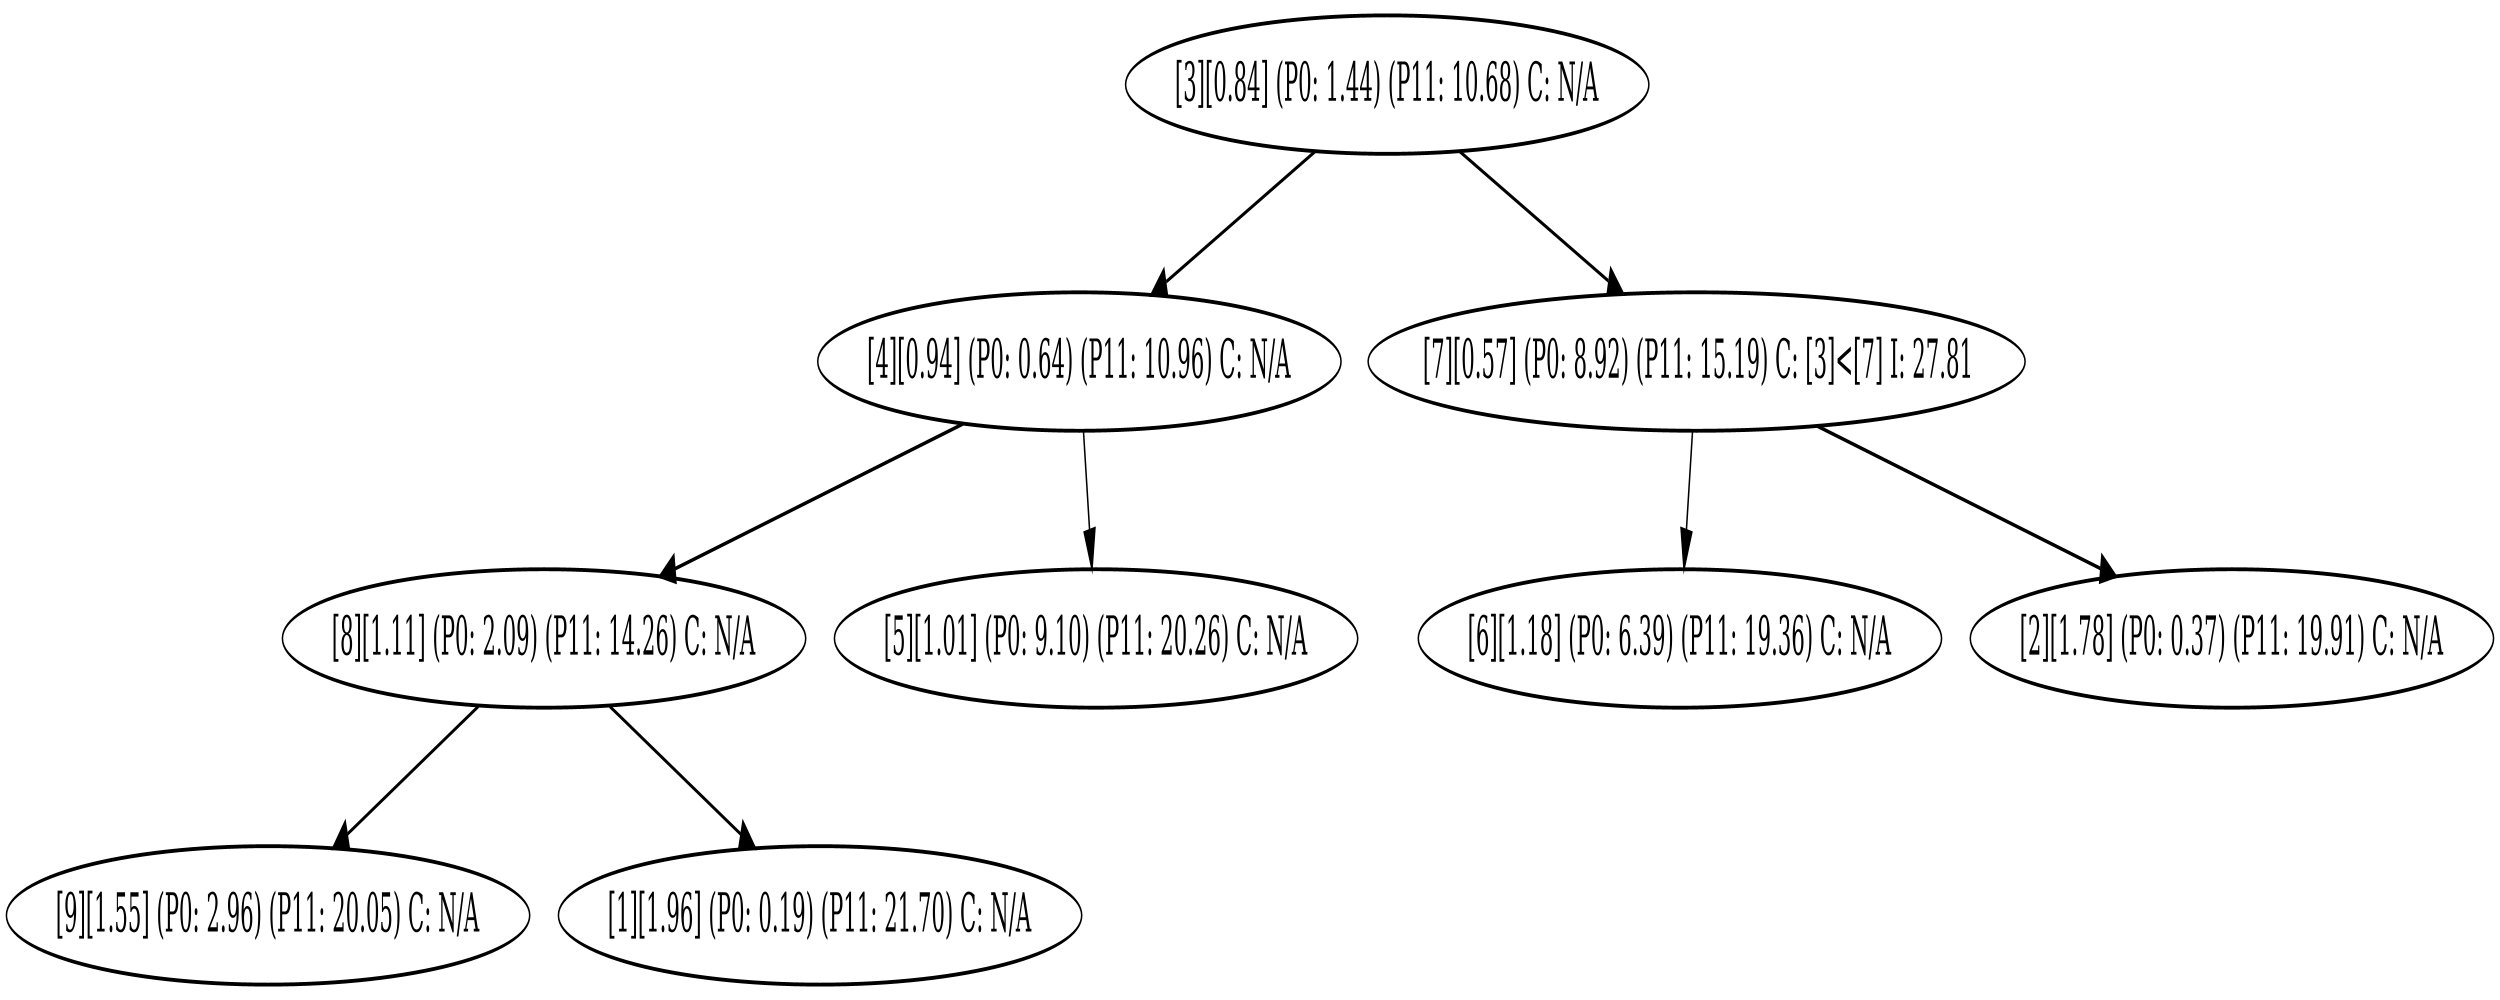 [3][0.84] (P0: 1.44) (P11: 10.68) C: N/A
[4][0.94] (P0: 0.64) (P11: 10.96) C: N/A
[7][0.57] (P0: 8.92) (P11: 15.19) C: [3]<[7] I: 27.81
[8][1.11] (P0: 2.09) (P11: 14.26) C: N/A
[5][1.01] (P0: 9.10) (P11: 20.26) C: N/A
[6][1.18] (P0: 6.39) (P11: 19.36) C: N/A
[2][1.78] (P0: 0.37) (P11: 19.91) C: N/A
[9][1.55] (P0: 2.96) (P11: 20.05) C: N/A
[1][1.96] (P0: 0.19) (P11: 21.70) C: N/A